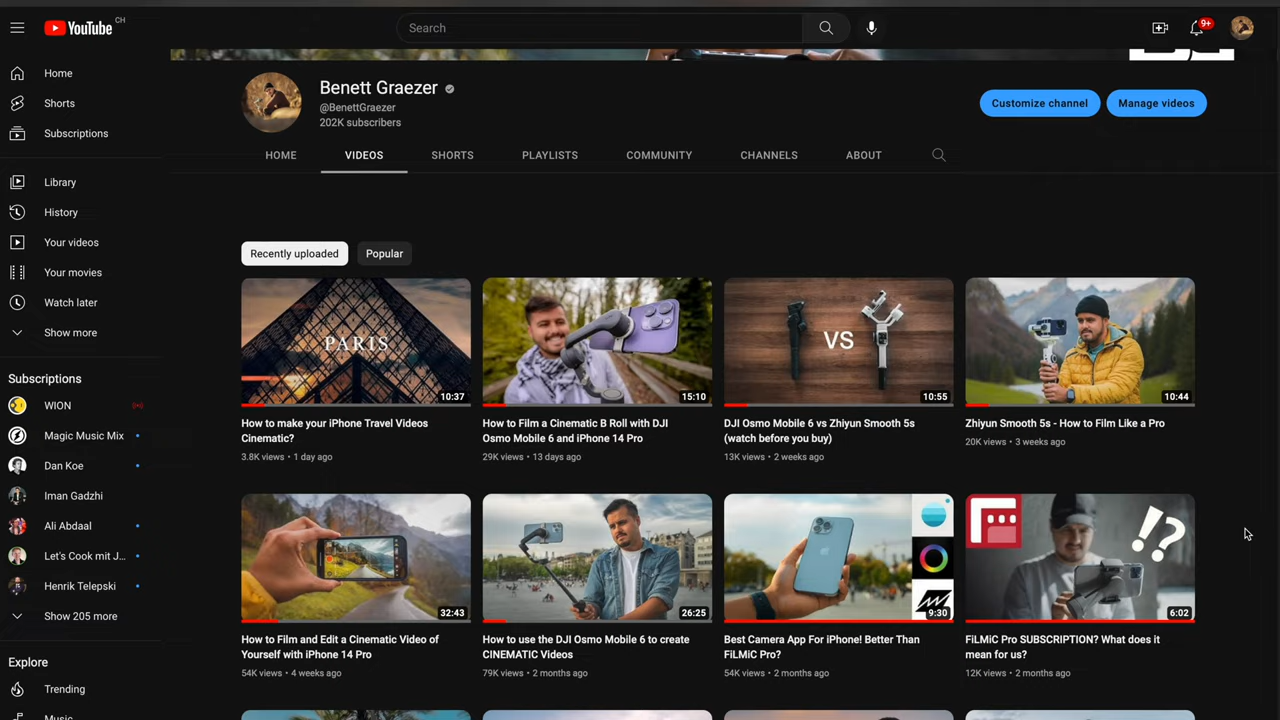 YouTube CH
Search
9+
Home
Shorts
Subscriptions
Library
History
Your videos
Your movies
Watch later
Show more
Subscriptions
WION
Magic Music Mix
Dan Koe
Iman Gadzhi
Ali Abdaal
Let's Cook mit J...
Henrik Telepski
Show 205 more
Explore
Trending
Music
Benett Graezer
@BenettGraezer
202K subscribers
Customize channel
Manage videos
HOME
VIDEOS
SHORTS
PLAYLISTS
COMMUNITY
CHANNELS
ABOUT
Recently uploaded
Popular
PARIS
10:37
How to make your iPhone Travel Videos
Cinematic?
3.8K views • 1 day ago
15:10
How to Film a Cinematic B Roll with DJI
Osmo Mobile 6 and iPhone 14 Pro
29K views • 13 days ago
VS
10:55
DJI Osmo Mobile 6 vs Zhiyun Smooth 5s
(watch before you buy)
13K views • 2 weeks ago
10:44
Zhiyun Smooth 5s - How to Film Like a Pro
20K views • 3 weeks ago
32:43
How to Film and Edit a Cinematic Video of
Yourself with iPhone 14 Pro
54K views • 4 weeks ago
26:25
How to use the DJI Osmo Mobile 6 to create
CINEMATIC Videos
79K views • 2 months ago
9:30
Best Camera App For iPhone! Better Than
FiLMiC Pro?
54K views • 2 months ago
!?
6:02
FiLMiC Pro SUBSCRIPTION? What does it
mean for us?
12K views • 2 months ago